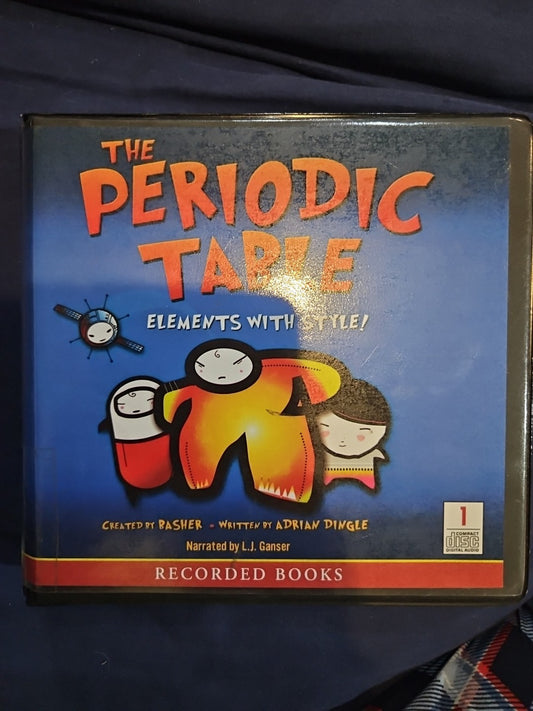 THE
PERIODIC
TABLE
ELEMENTS WITH STYLE!
CREATED BY BASHER - WRITTEN BY ADRIAN DINGLE
Narrated by L.J. Ganser
1
COMPACT
disc
DIGITAL AUDIO
RECORDED BOOKS